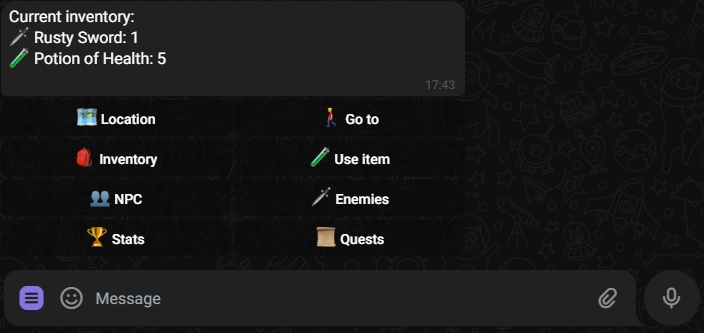 Current inventory:
🗡 Rusty Sword: 1
🧪 Potion of Health: 5
17:43
🗺 Location
🚶 Go to
🎒 Inventory
🧪 Use item
👥 NPC
🗡 Enemies
🏆 Stats
📜 Quests
Message